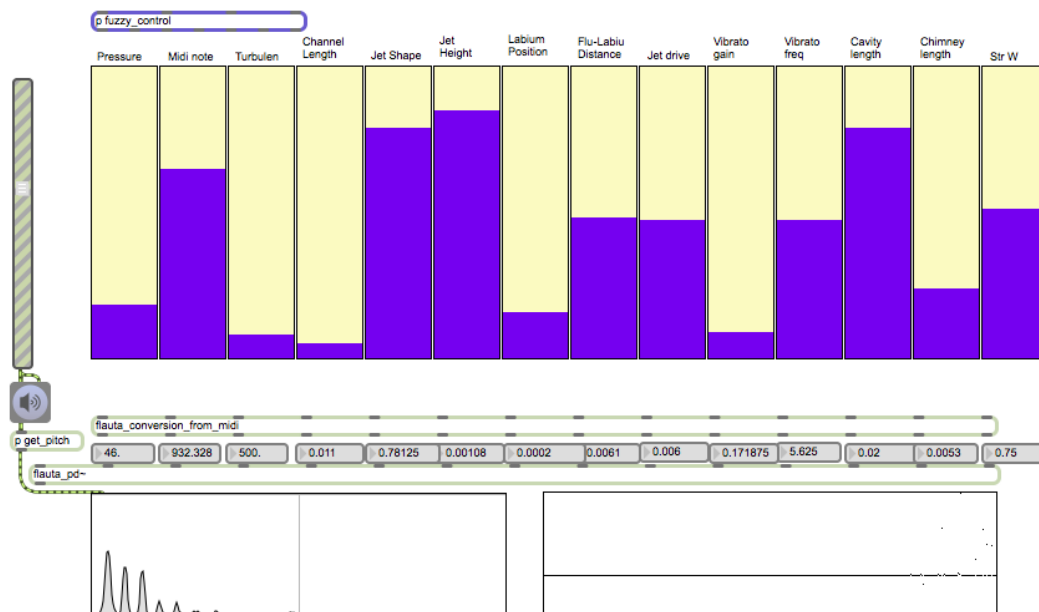 p fuzzy_control
Pressure
Midi note
Turbulen
Channel
Length
Jet Shape
Jet
Height
Labium
Position
Flu-Labiu
Distance
Jet drive
Vibrato
gain
Vibrato
freq
Cavity
length
Chimney
length
Str W
flauta_conversion_from_midi
p get_pitch
46.
932.328
500.
0.011
0.78125
0.00108
0.0002
0.0061
0.006
0.171875
5.625
0.02
0.0053
0.75
flauta_pd~